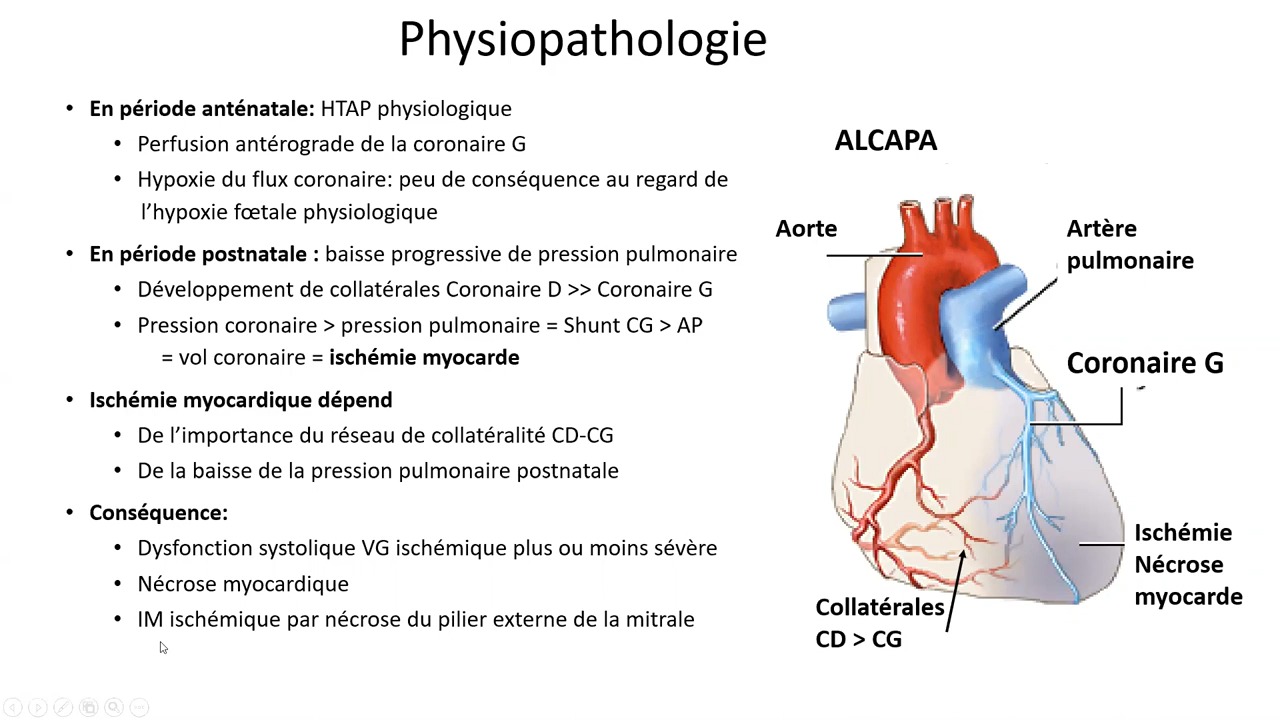 Physiopathologie
• En période anténatale: HTAP physiologique
• Perfusion antérograde de la coronaire G
• Hypoxie du flux coronaire: peu de conséquence au regard de
l’hypoxie fœtale physiologique
• En période postnatale : baisse progressive de pression pulmonaire
• Développement de collatérales Coronaire D >> Coronaire G
• Pression coronaire > pression pulmonaire = Shunt CG > AP
= vol coronaire = ischémie myocarde
• Ischémie myocardique dépend
• De l’importance du réseau de collatéralité CD-CG
• De la baisse de la pression pulmonaire postnatale
• Conséquence:
• Dysfonction systolique VG ischémique plus ou moins sévère
• Nécrose myocardique
• IM ischémique par nécrose du pilier externe de la mitrale
ALCAPA
Aorte
Artère
pulmonaire
Coronaire G
Ischémie
Nécrose
myocarde
Collatérales
CD > CG